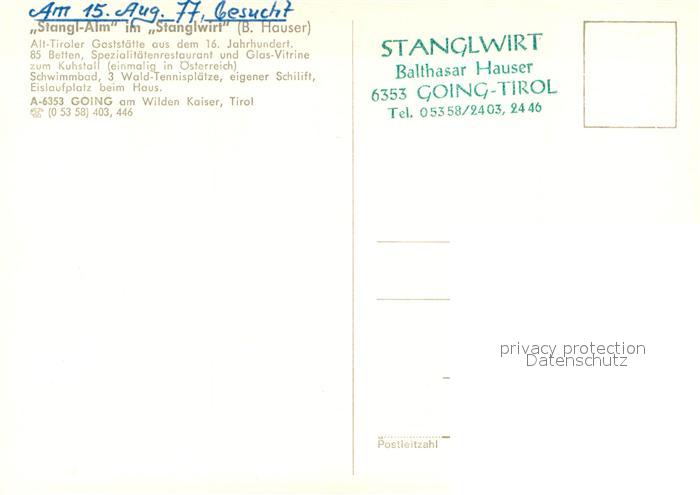 Am 15. Aug. 77, besucht
„Stangl-Alm" im „Stanglwirt" (B. Hauser)
Alt-Tiroler Gaststätte aus dem 16. Jahrhundert.
85 Betten, Spezialitätenrestaurant und Glas-Vitrine
zum Kuhstall (einmalig in Österreich)
Schwimmbad, 3 Wald-Tennisplätze, eigener Schilift,
Eislaufplatz beim Haus.
A-6353 GOING am Wilden Kaiser, Tirol
☏ (0 53 58) 403, 446
STANGLWIRT
Balthasar Hauser
6353 GOING-TIROL
Tel. 0 53 58/24 03, 24 46
privacy protection
Datenschutz
Postleitzahl